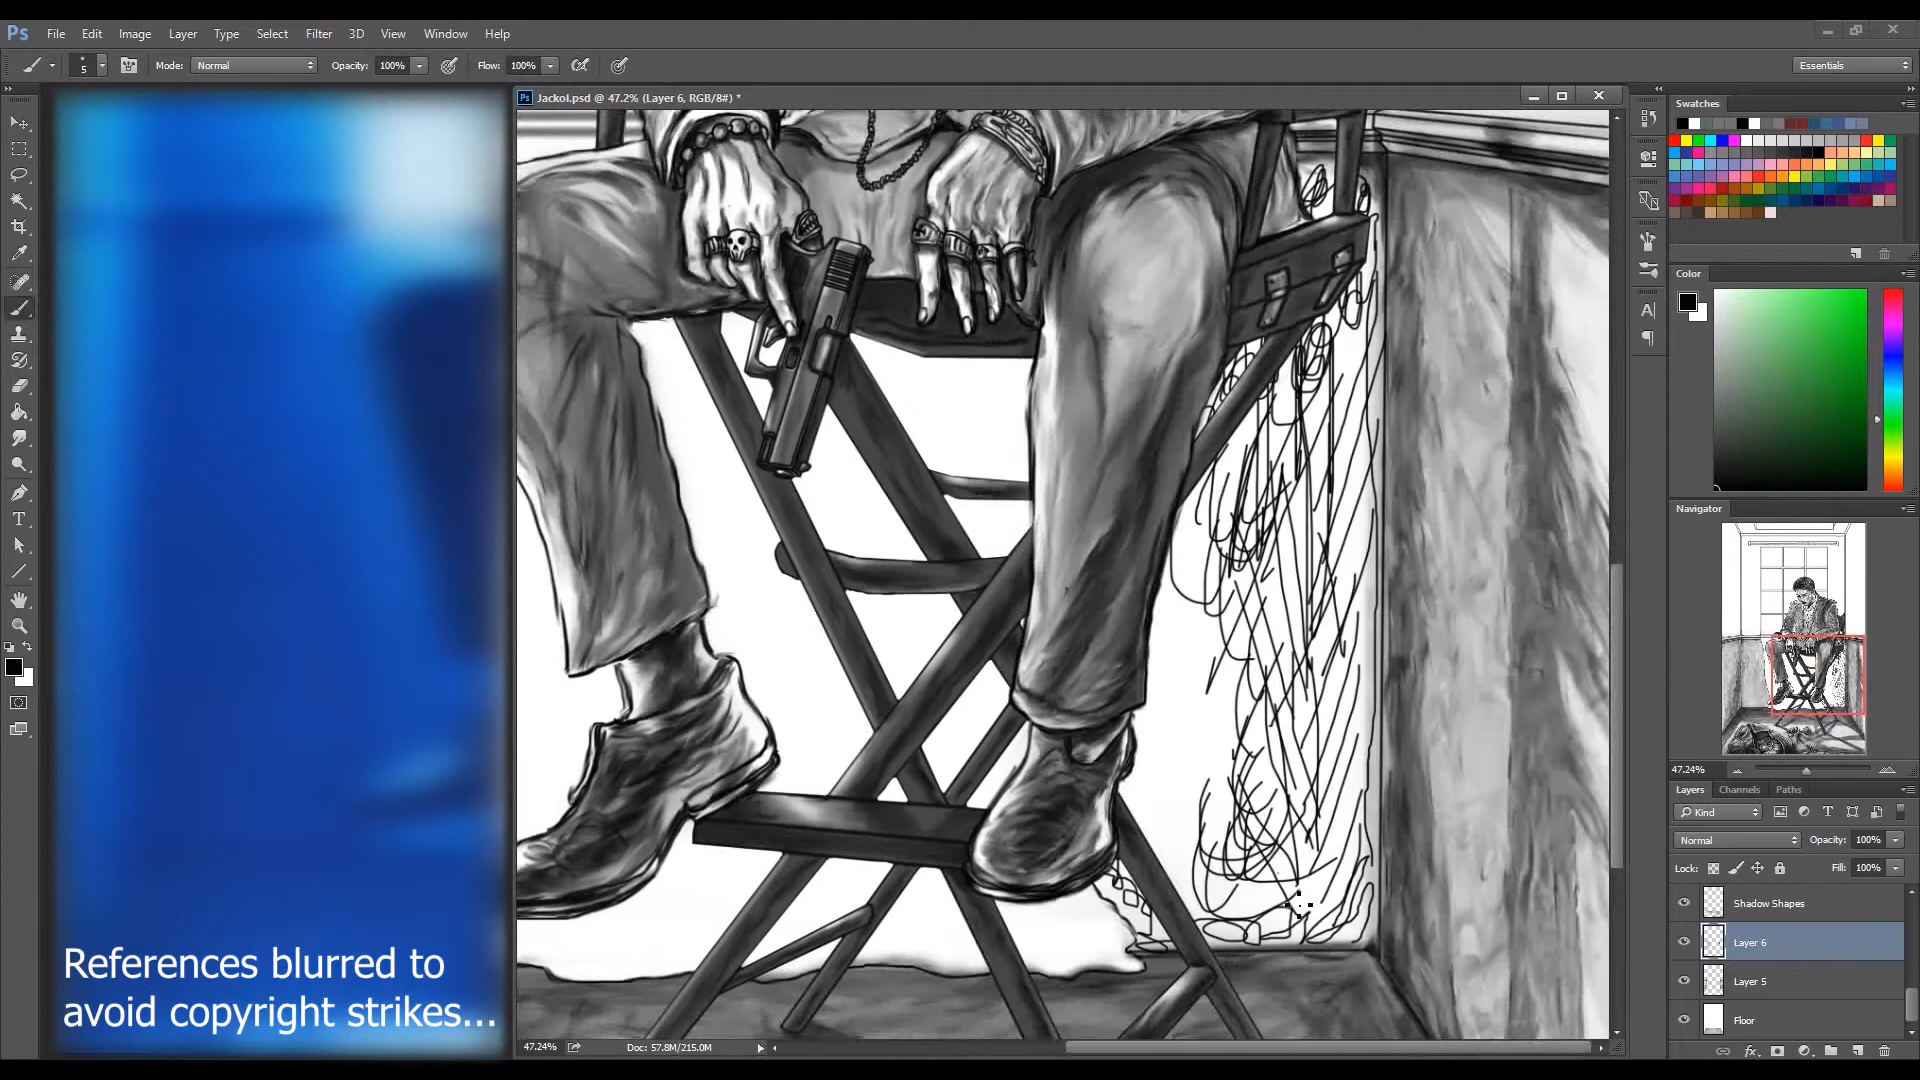 Ps File Edit Image Layer Type Select Filter 3D View Window Help
5 Mode: Normal Opacity: 100% Flow: 100% Essentials
Ps Jackol.psd @ 47.2% (Layer 6, RGB/8#) *
Swatches
Color
A
T
Navigator
47.24%
Layers Channels Paths
Kind T
Normal Opacity: 100%
Lock: Fill: 100%
Shadow Shapes
Layer 6
Layer 5
Floor
fx
References blurred to
avoid copyright strikes...
47.24% Doc: 57.8M/215.0M